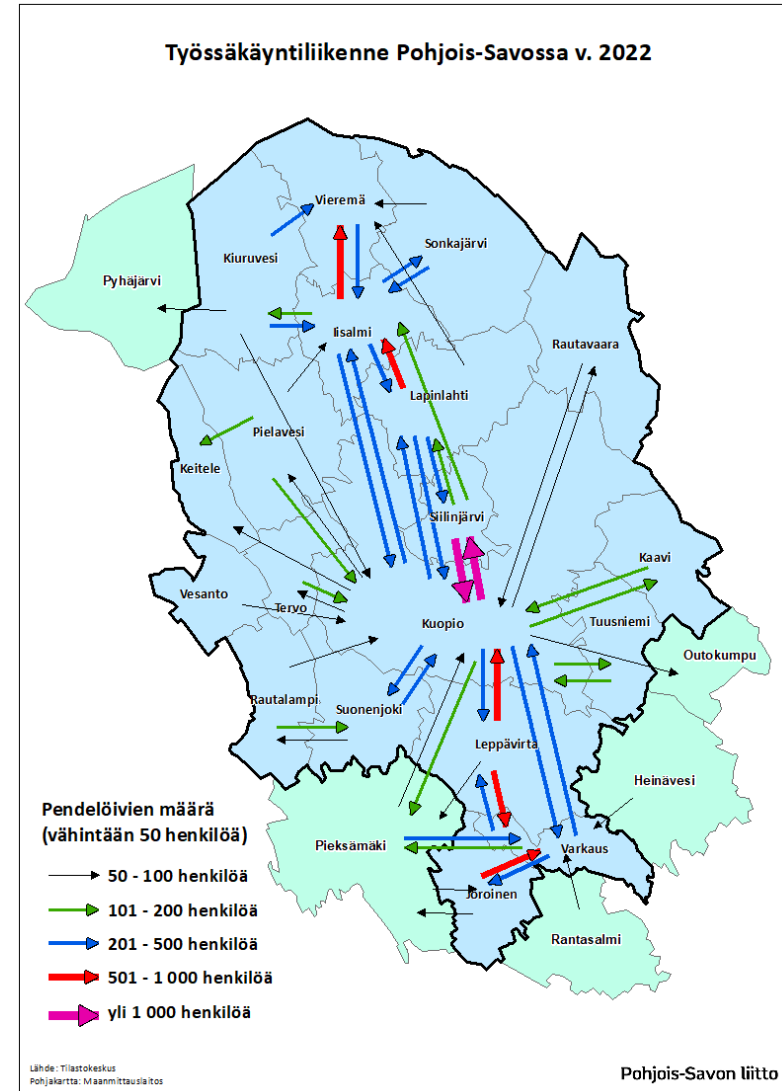 Työssäkäyntiliikenne Pohjois-Savossa v. 2022
Vieremä
Sonkajärvi
Kiuruvesi
Pyhäjärvi
Iisalmi
Rautavaara
Lapinlahti
Pielavesi
Keitele
Siilinjärvi
Kaavi
Vesanto
Tervo
Kuopio
Tuusniemi
Outokumpu
Rautalampi
Suonenjoki
Leppävirta
Heinävesi
Pieksämäki
Varkaus
Joroinen
Rantasalmi
Pendelöivien määrä
(vähintään 50 henkilöä)
50 - 100 henkilöä
101 - 200 henkilöä
201 - 500 henkilöä
501 - 1 000 henkilöä
yli 1 000 henkilöä
Lähde: Tilastokeskus
Pohjakartta: Maanmittauslaitos
Pohjois-Savon liitto